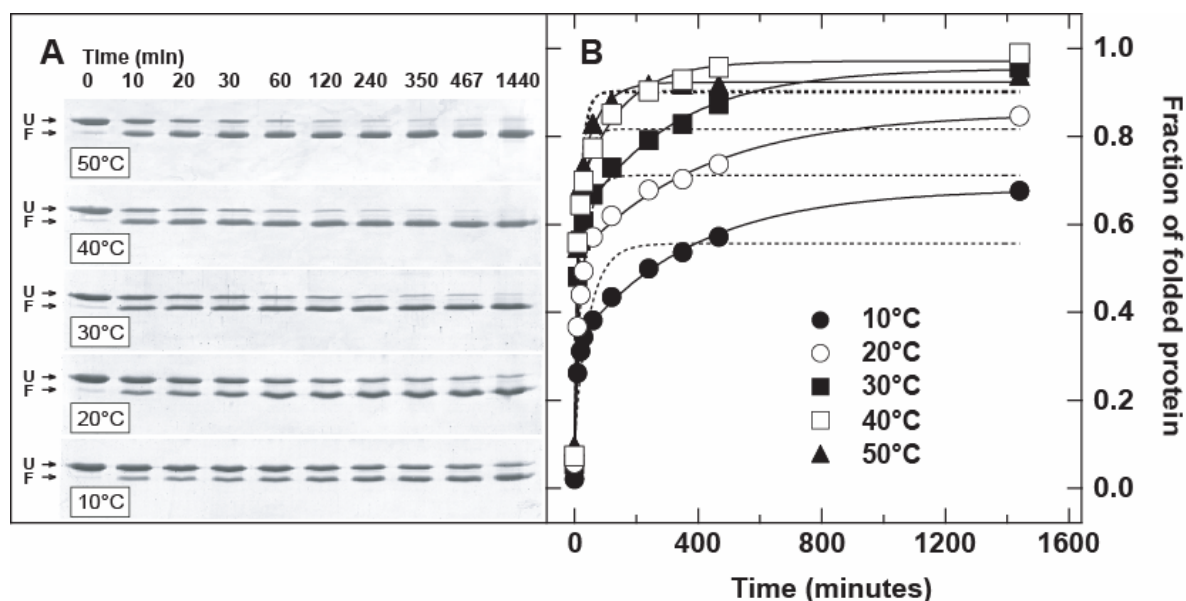 A
Time (min)
0 10 20 30 60 120 240 350 467 1440
U
F
50°C
U
F
40°C
U
F
30°C
U
F
20°C
U
F
10°C
B
1.0
0.8
0.6
0.4
0.2
0.0
Fraction of folded protein
10°C
20°C
30°C
40°C
50°C
0 400 800 1200 1600
Time (minutes)